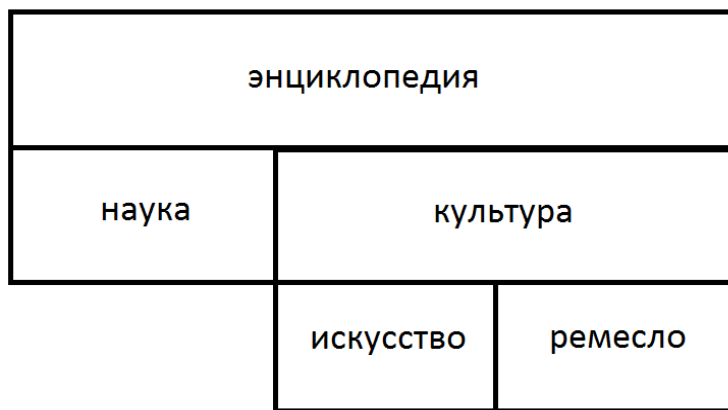 энциклопедия
наука культура
искусство ремесло